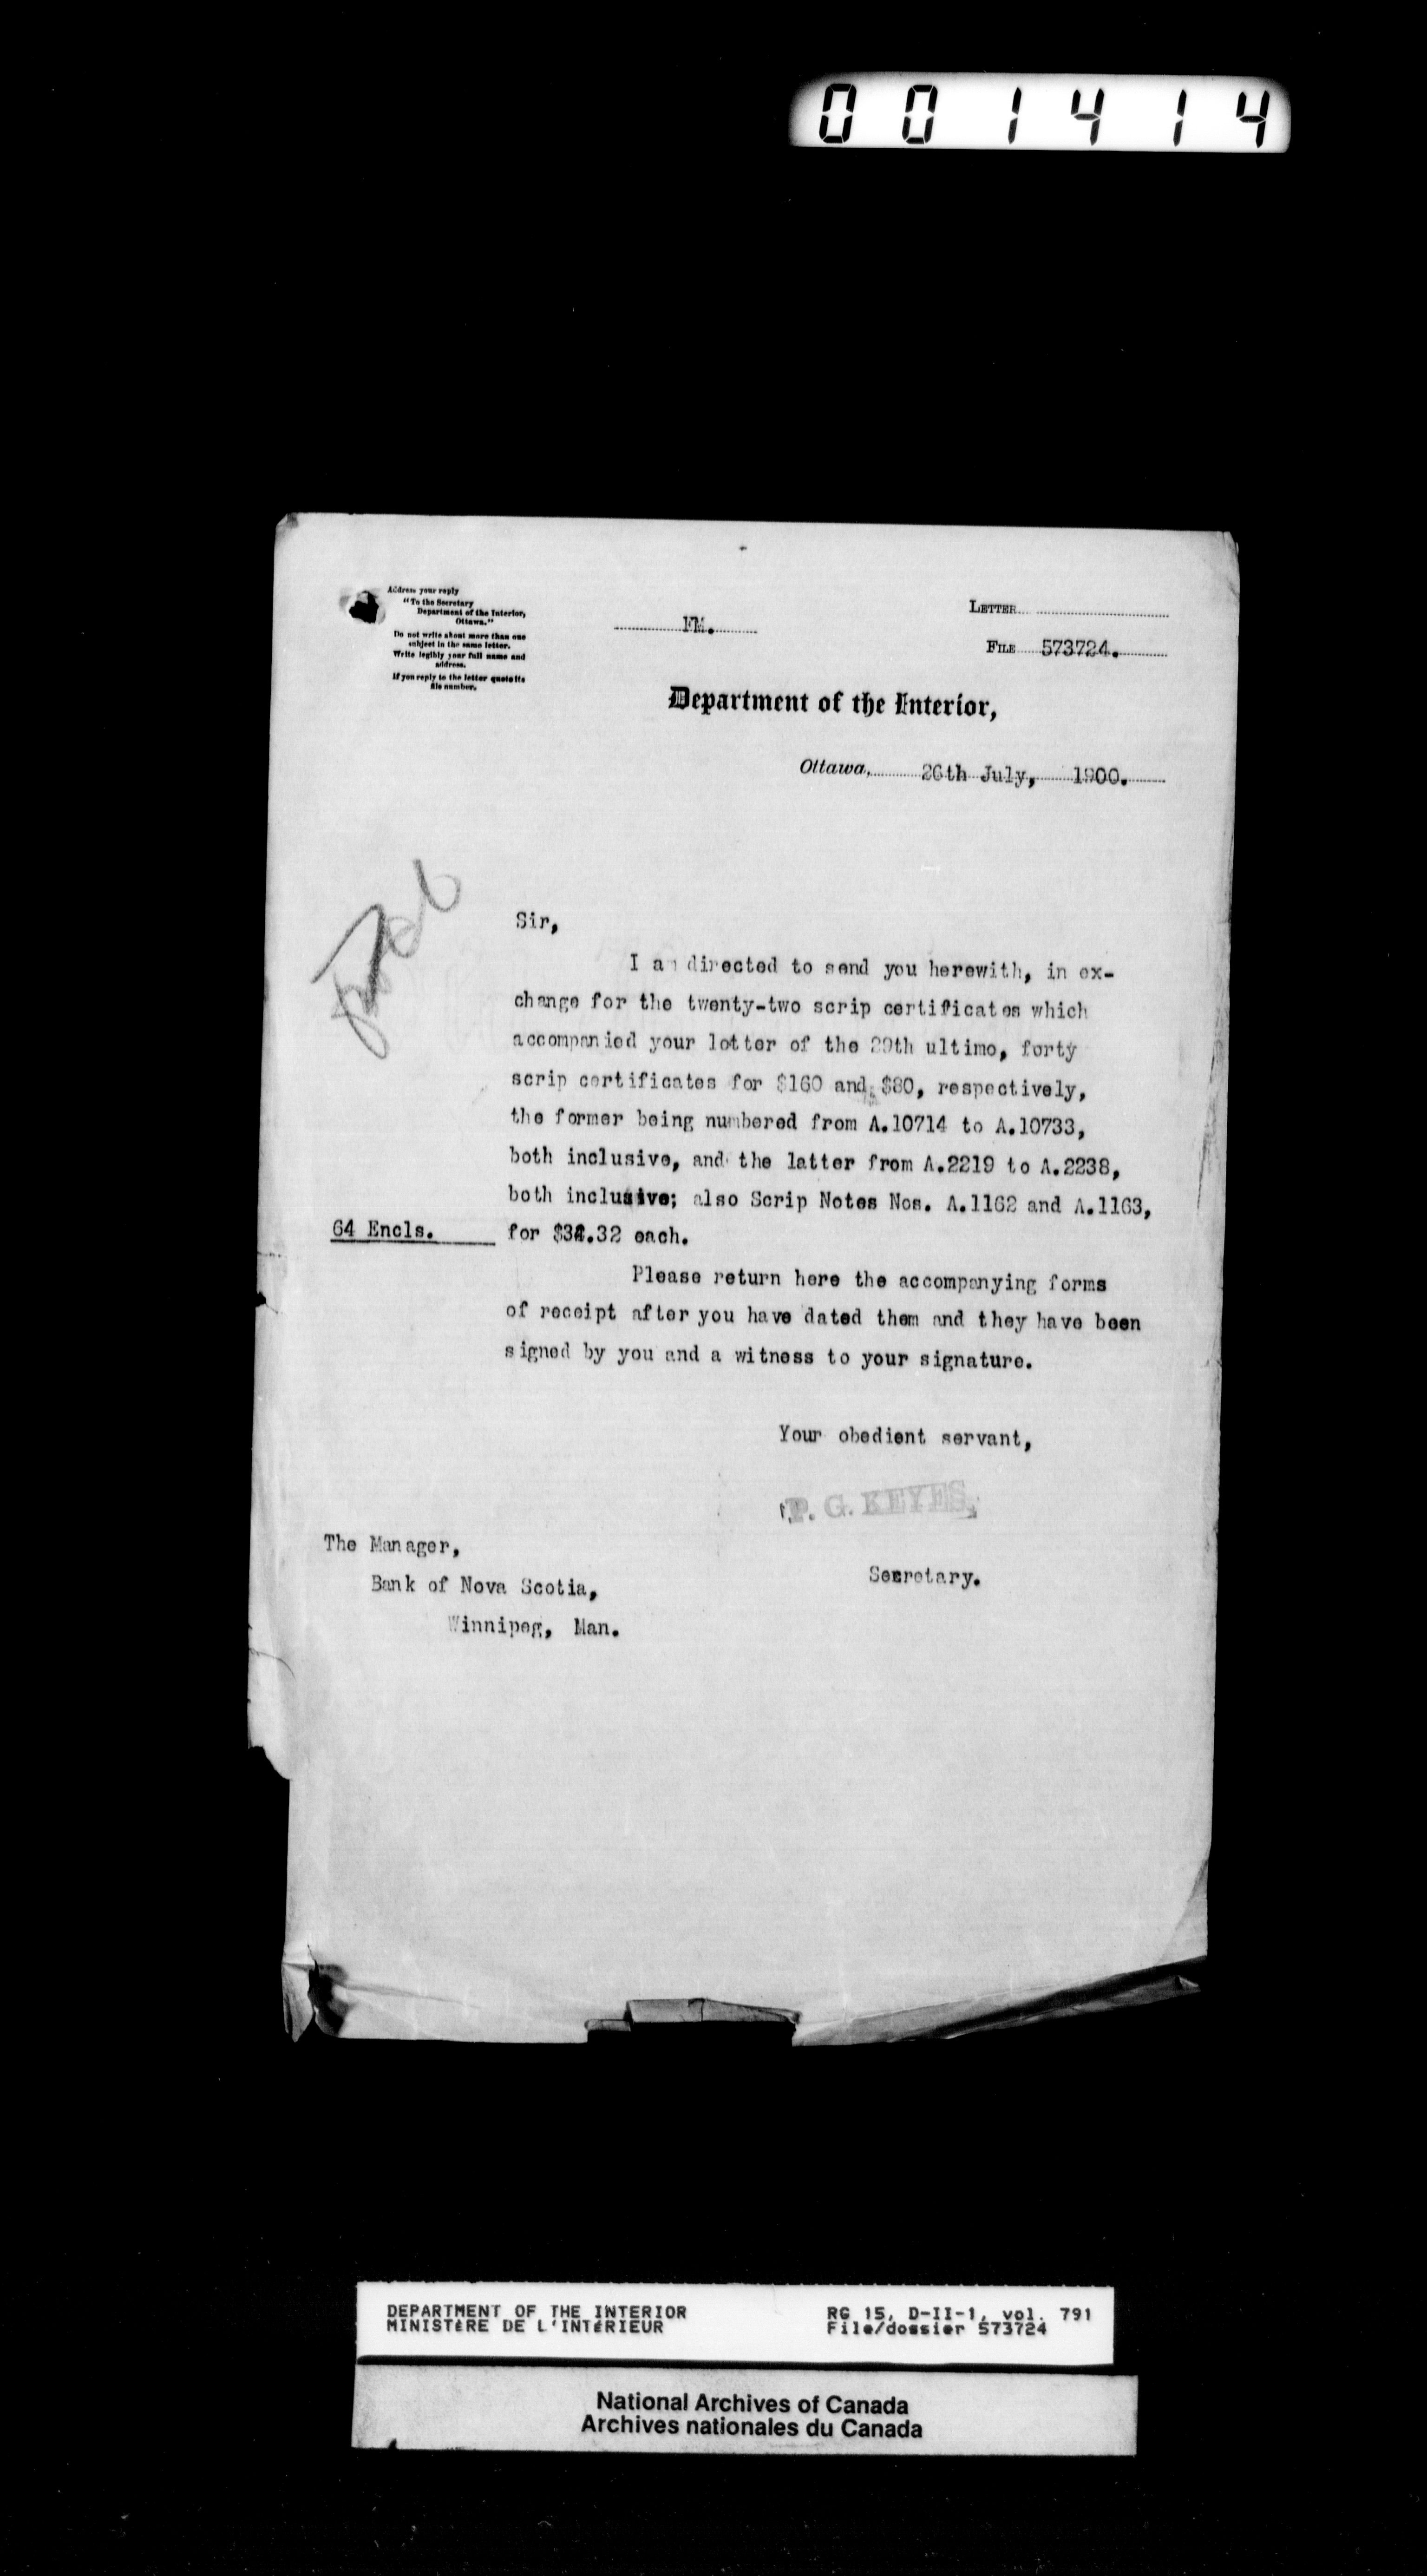 001414
Address your reply
"To the Secretary
Department of the Interior,
Ottawa."
Do not write about more than one
subject in the same letter.
Write legibly your full name and
address.
If you reply to the letter quote its
file number.
FM.
LETTER
FILE 573724.
Department of the Interior,
Ottawa, 26th July, 1900.
Sir,
I am directed to send you herewith, in ex-
change for the twenty-two scrip certificates which
accompanied your letter of the 29th ultimo, forty
scrip certificates for $160 and $80, respectively,
the former being numbered from A.10714 to A.10733,
both inclusive, and the latter from A.2219 to A.2238,
both inclusive; also Scrip Notes Nos. A.1162 and A.1163,
64 Encls. for .32 each.
Please return here the accompanying forms
of receipt after you have dated them and they have been
signed by you and a witness to your signature.
Your obedient servant,
P. G. KEYES,
Secretary.
The Manager,
Bank of Nova Scotia,
Winnipeg, Man.
DEPARTMENT OF THE INTERIOR
MINISTÈRE DE L'INTÉRIEUR
RG 15, D-II-1, vol. 791
File/dossier 573724
National Archives of Canada
Archives nationales du Canada